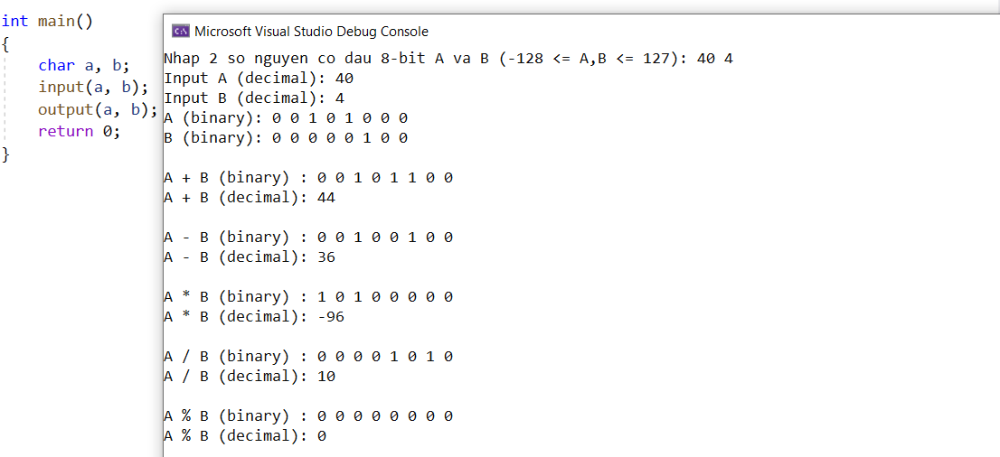 int main()
{
    char a, b;
    input(a, b);
    output(a, b);
    return 0;
}
Microsoft Visual Studio Debug Console
Nhap 2 so nguyen co dau 8-bit A va B (-128 <= A,B <= 127): 40 4
Input A (decimal): 40
Input B (decimal): 4
A (binary): 0 0 1 0 1 0 0 0
B (binary): 0 0 0 0 0 1 0 0
A + B (binary) : 0 0 1 0 1 1 0 0
A + B (decimal): 44
A - B (binary) : 0 0 1 0 0 1 0 0
A - B (decimal): 36
A * B (binary) : 1 0 1 0 0 0 0 0
A * B (decimal): -96
A / B (binary) : 0 0 0 0 1 0 1 0
A / B (decimal): 10
A % B (binary) : 0 0 0 0 0 0 0 0
A % B (decimal): 0